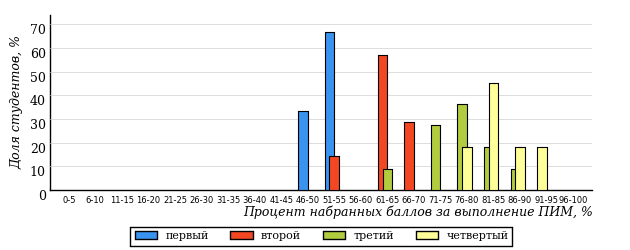 Доля студентов, %
70
60
50
40
30
20
10
0
0-5 6-10 11-15 16-20 21-25 26-30 31-35 36-40 41-45 46-50 51-55 56-60 61-65 66-70 71-75 76-80 81-85 86-90 91-95 96-100
Процент набранных баллов за выполнение ПИМ, %
первый второй третий четвертый